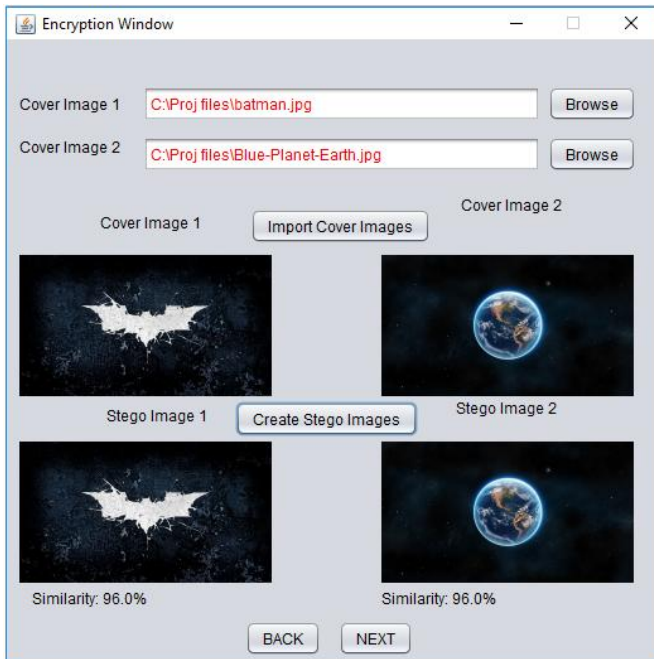 Encryption Window
Cover Image 1 C:\Proj files\batman.jpg Browse
Cover Image 2 C:\Proj files\Blue-Planet-Earth.jpg Browse
Cover Image 1 Import Cover Images Cover Image 2
Stego Image 1 Create Stego Images Stego Image 2
Similarity: 96.0% Similarity: 96.0%
BACK NEXT